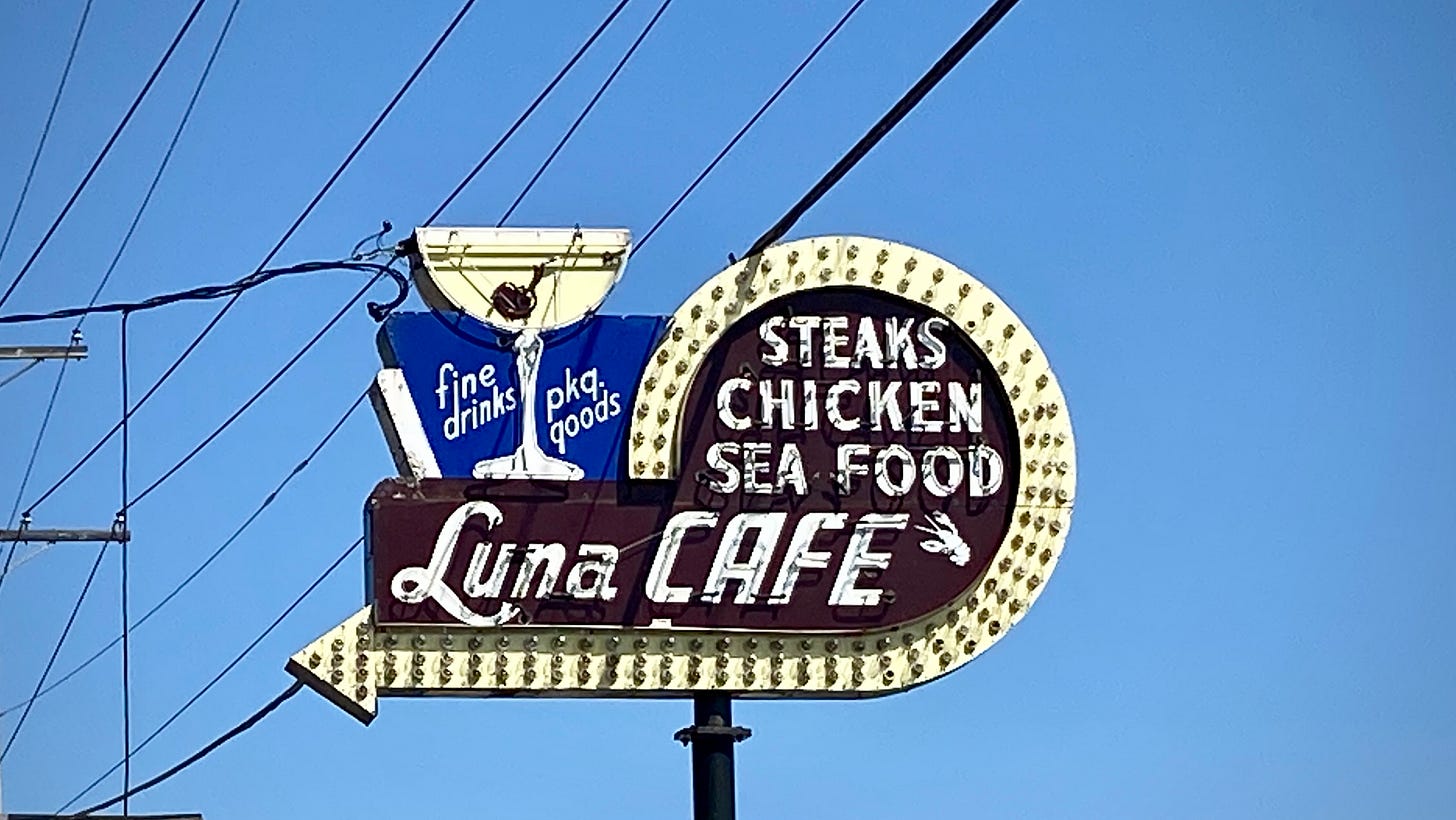 fine
drinks
pkg.
goods
STEAKS
CHICKEN
SEA FOOD
Luna CAFE